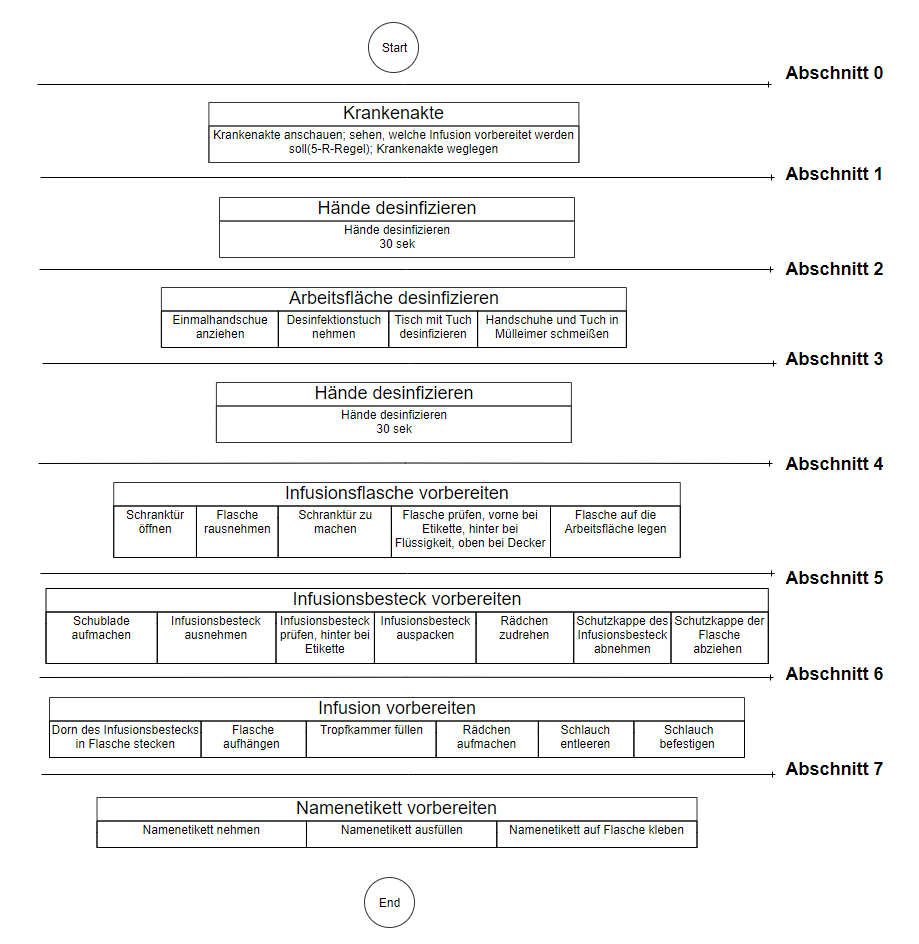 Start
Abschnitt 0
Krankenakte
Krankenakte anschauen; sehen, welche Infusion vorbereitet werden
soll(5-R-Regel); Krankenakte weglegen
Abschnitt 1
Hände desinfizieren
Hände desinfizieren
30 sek
Abschnitt 2
Arbeitsfläche desinfizieren
Einmalhandschue
anziehen
Desinfektionstuch
nehmen
Tisch mit Tuch
desinfizieren
Handschuhe und Tuch in
Mülleimer schmeißen
Abschnitt 3
Hände desinfizieren
Hände desinfizieren
30 sek
Abschnitt 4
Infusionsflasche vorbereiten
Schranktür
öffnen
Flasche
rausnehmen
Schranktür zu
machen
Flasche prüfen, vorne bei
Etikette, hinter bei
Flüssigkeit, oben bei Decker
Flasche auf die
Arbeitsfläche legen
Abschnitt 5
Infusionsbesteck vorbereiten
Schublade
aufmachen
Infusionsbesteck
ausnehmen
Infusionsbesteck
prüfen, hinter bei
Etikette
Infusionsbesteck
auspacken
Rädchen
zudrehen
Schutzkappe des
Infusionsbesteck
abnehmen
Schutzkappe der
Flasche
abziehen
Abschnitt 6
Infusion vorbereiten
Dorn des Infusionsbestecks
in Flasche stecken
Flasche
aufhängen
Tropfkammer füllen
Rädchen
aufmachen
Schlauch
entleeren
Schlauch
befestigen
Abschnitt 7
Namenetikett vorbereiten
Namenetikett nehmen
Namenetikett ausfüllen
Namenetikett auf Flasche kleben
End